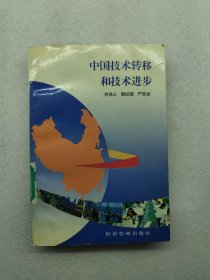 中国技术转移
和技术进步
何保山 顾纪瑞 严英龙
经济管理出版社